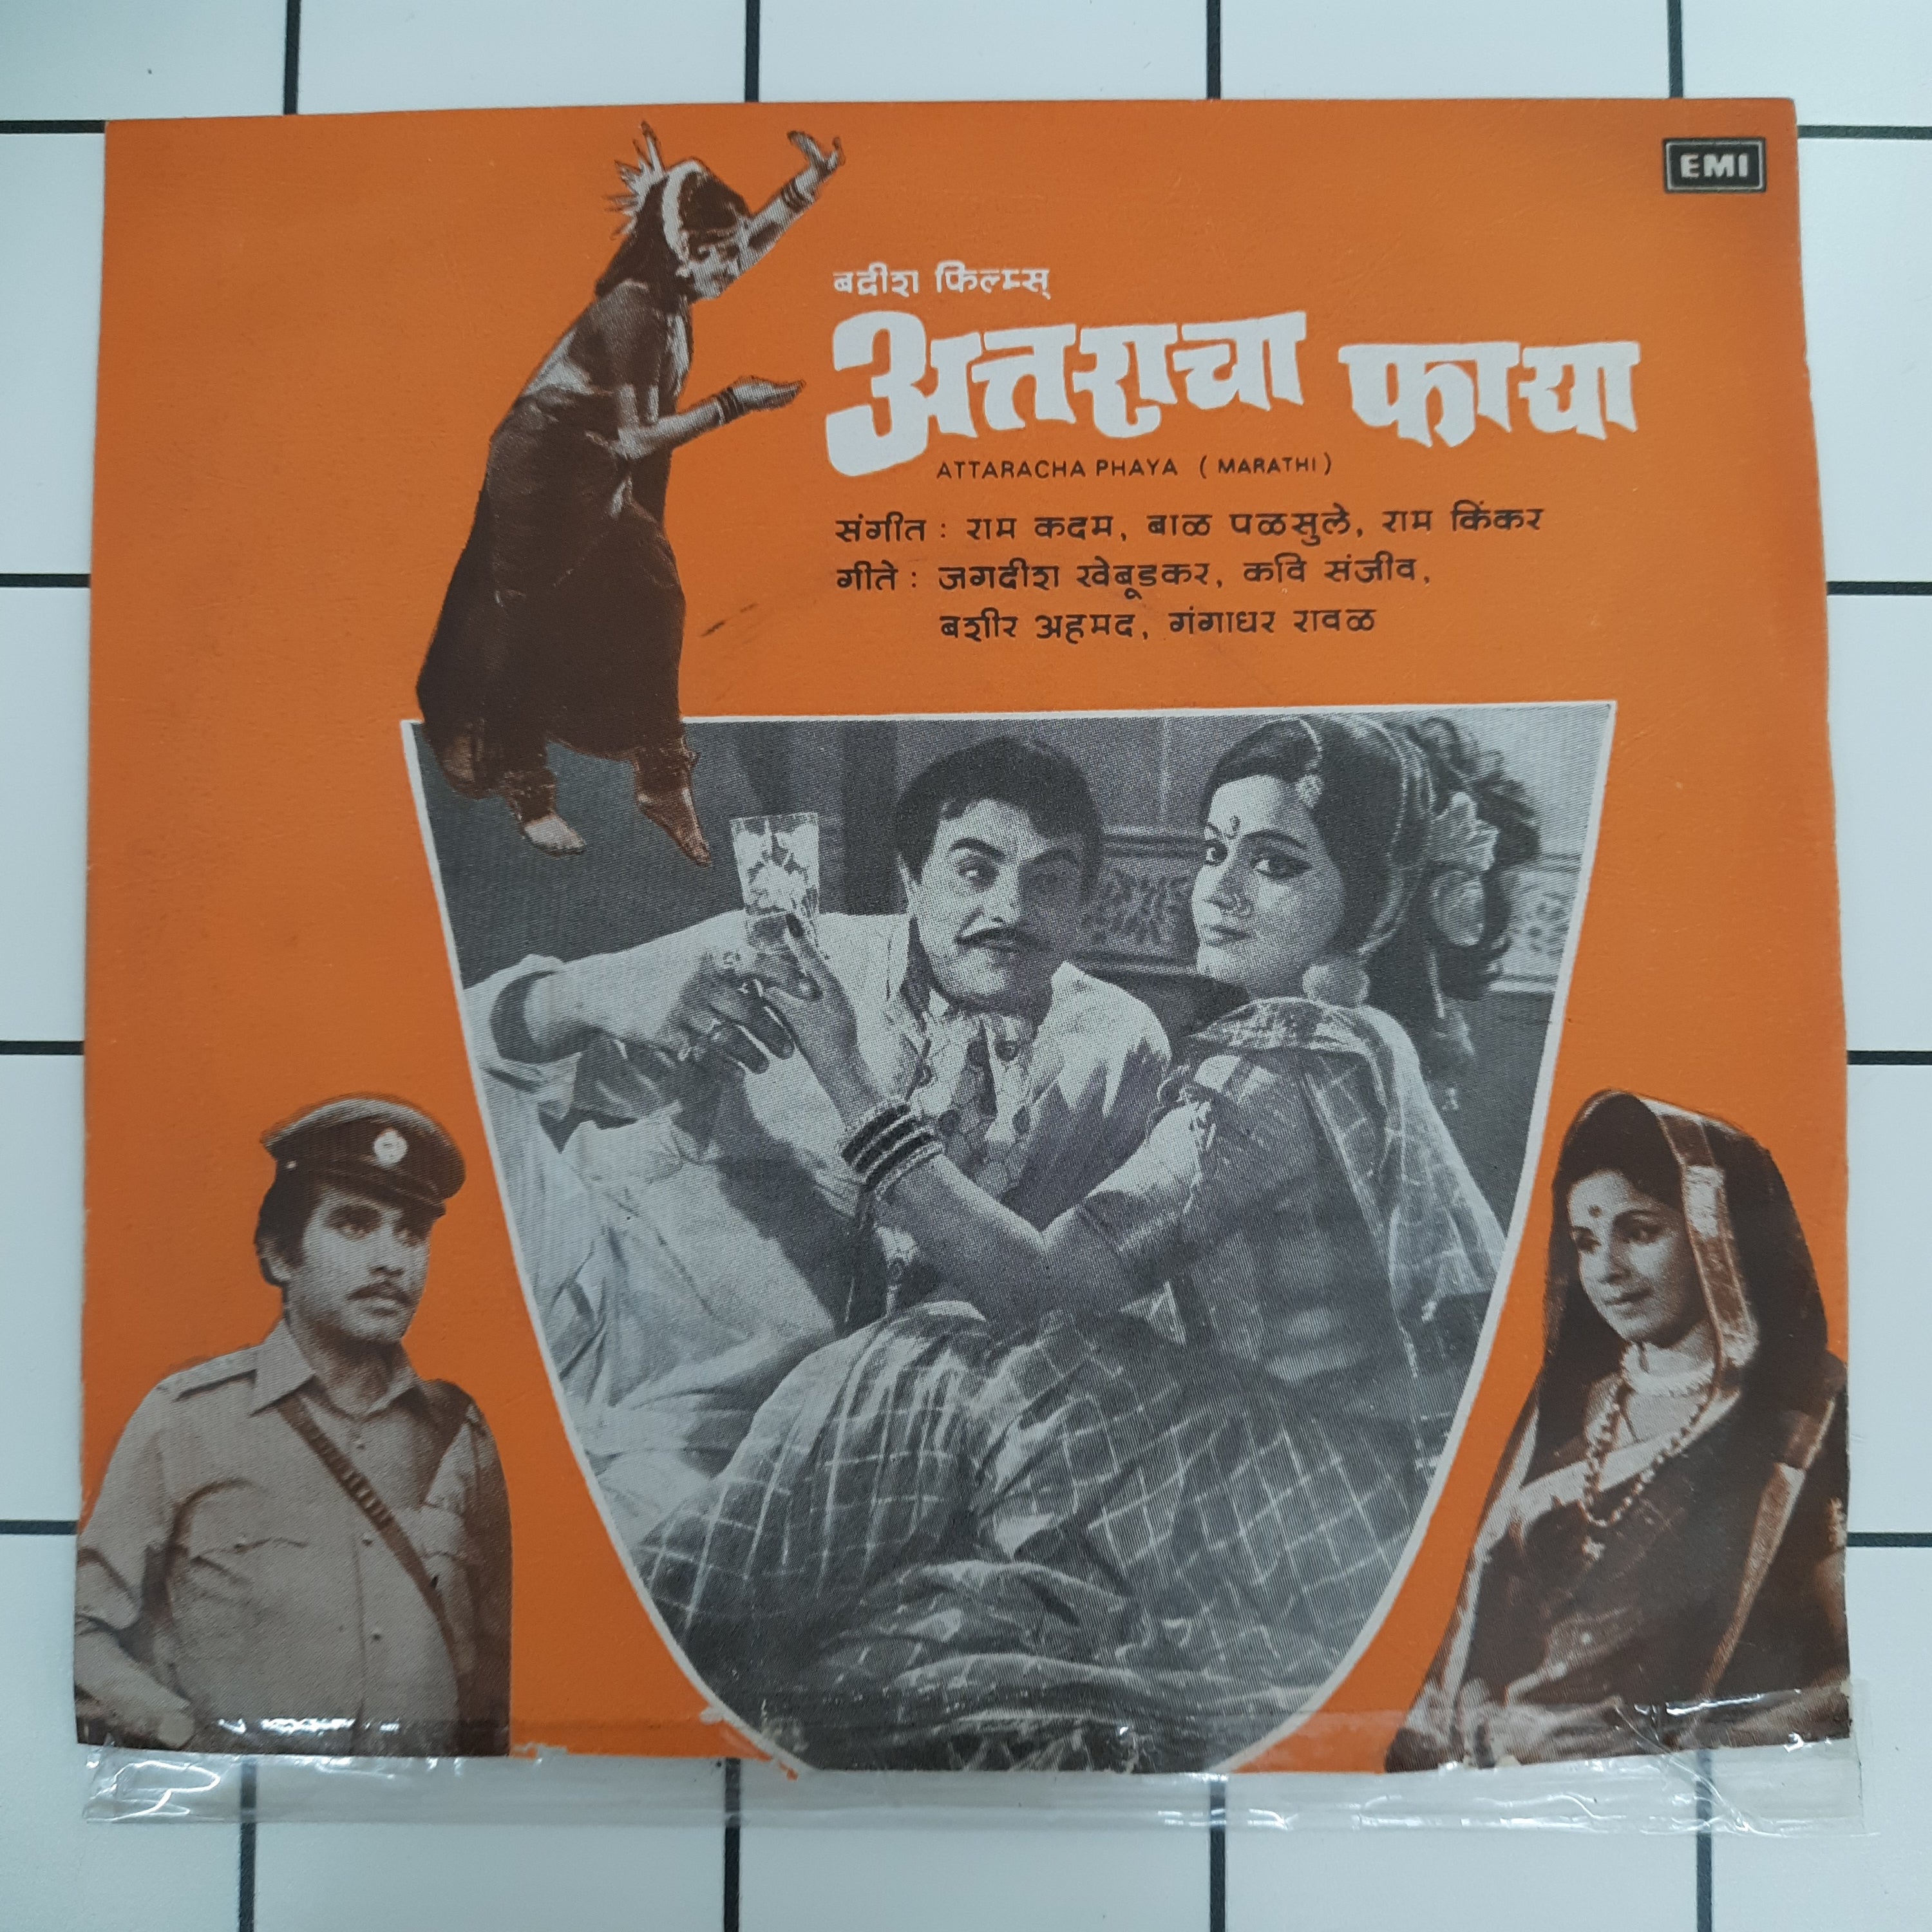 EMI
बद्रीश फिल्म्स्
अत्तराचा फाया
ATTARACHA PHAYA (MARATHI)
संगीत : राम कदम, बाळ पळसुले, राम किंकर
गीते : जगदीश खेबूडकर, कवि संजीव,
बशीर अहमद, गंगाधर रावळ